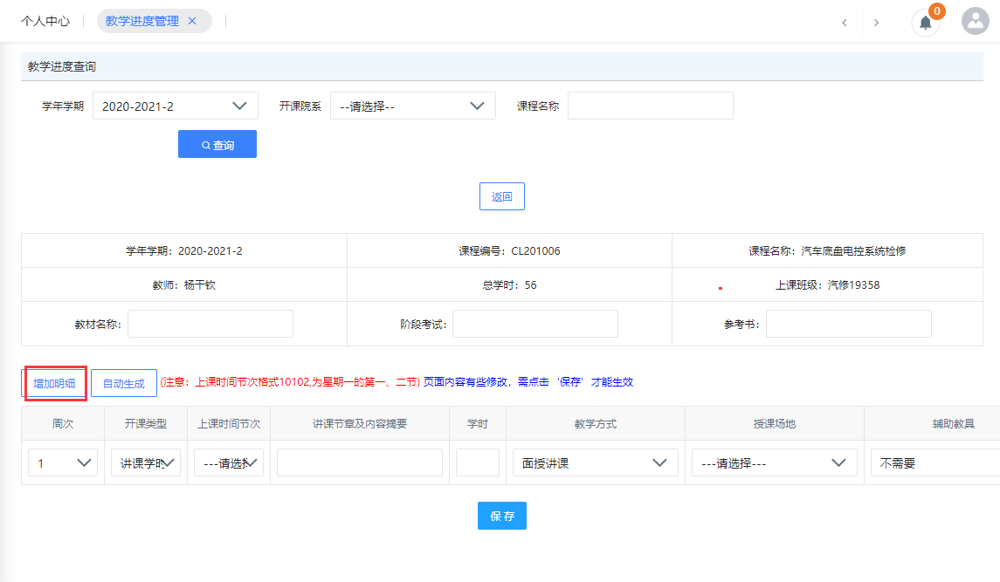 个人中心 教学进度管理 × 0
教学进度查询
学年学期 2020-2021-2 开课院系 --请选择-- 课程名称
查询
返回
学年学期：2020-2021-2 课程编号：CL201006 课程名称：汽车底盘电控系统检修
教师：杨干钦 总学时：56 上课班级：汽修19358
教材名称： 阶段考试： 参考书：
增加明细 自动生成 (注意：上课时间节次格式10102,为星期一的第一、二节) 页面内容有些修改，需点击‘保存’才能生效
周次 开课类型 上课时间节次 讲课节章及内容摘要 学时 教学方式 授课场地 辅助教具
1 讲课学时 ---请选择 面授讲课 ---请选择--- 不需要
保存